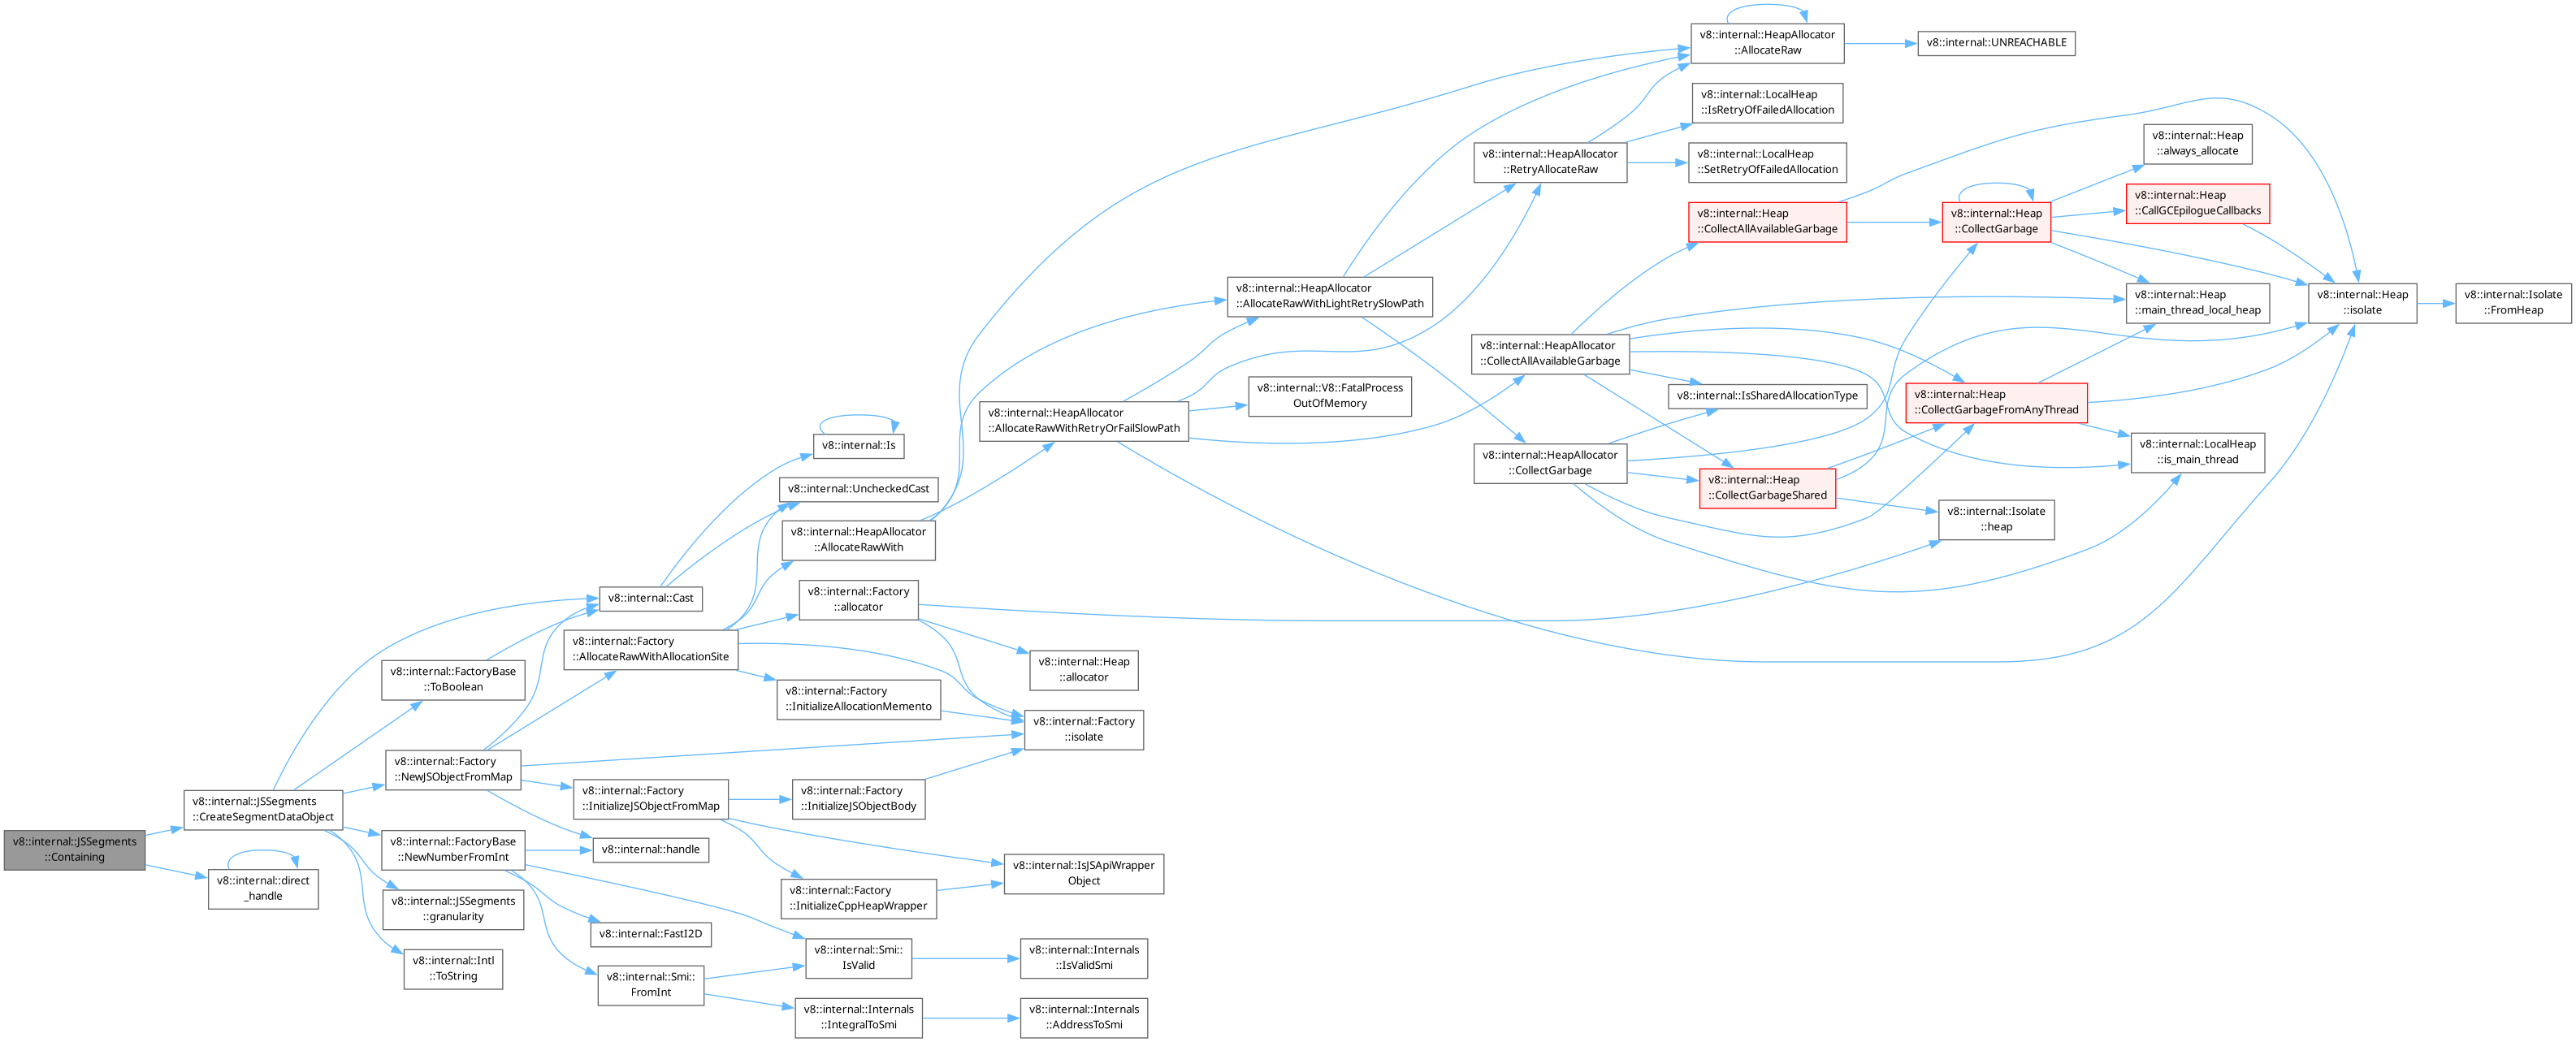 v8::internal::JSSegments
::Containing
v8::internal::JSSegments
::CreateSegmentDataObject
v8::internal::direct
_handle
v8::internal::FactoryBase
::ToBoolean
v8::internal::Factory
::NewJSObjectFromMap
v8::internal::FactoryBase
::NewNumberFromInt
v8::internal::JSSegments
::granularity
v8::internal::Intl
::ToString
v8::internal::Cast
v8::internal::Factory
::AllocateRawWithAllocationSite
v8::internal::Factory
::InitializeJSObjectFromMap
v8::internal::handle
v8::internal::FastI2D
v8::internal::Smi::
FromInt
v8::internal::Is
v8::internal::UncheckedCast
v8::internal::HeapAllocator
::AllocateRawWith
v8::internal::Factory
::allocator
v8::internal::Factory
::InitializeAllocationMemento
v8::internal::Factory
::InitializeJSObjectBody
v8::internal::Factory
::InitializeCppHeapWrapper
v8::internal::Smi::
IsValid
v8::internal::Internals
::IntegralToSmi
v8::internal::HeapAllocator
::AllocateRawWithRetryOrFailSlowPath
v8::internal::Heap
::allocator
v8::internal::Factory
::isolate
v8::internal::IsJSApiWrapper
Object
v8::internal::Internals
::IsValidSmi
v8::internal::Internals
::AddressToSmi
v8::internal::HeapAllocator
::AllocateRawWithLightRetrySlowPath
v8::internal::V8::FatalProcess
OutOfMemory
v8::internal::HeapAllocator
::RetryAllocateRaw
v8::internal::HeapAllocator
::CollectAllAvailableGarbage
v8::internal::HeapAllocator
::CollectGarbage
v8::internal::HeapAllocator
::AllocateRaw
v8::internal::LocalHeap
::IsRetryOfFailedAllocation
v8::internal::LocalHeap
::SetRetryOfFailedAllocation
v8::internal::Heap
::CollectAllAvailableGarbage
v8::internal::IsSharedAllocationType
v8::internal::Heap
::CollectGarbageShared
v8::internal::UNREACHABLE
v8::internal::Heap
::CollectGarbage
v8::internal::Heap
::CollectGarbageFromAnyThread
v8::internal::Isolate
::heap
v8::internal::Heap
::always_allocate
v8::internal::Heap
::CallGCEpilogueCallbacks
v8::internal::Heap
::main_thread_local_heap
v8::internal::LocalHeap
::is_main_thread
v8::internal::Heap
::isolate
v8::internal::Isolate
::FromHeap